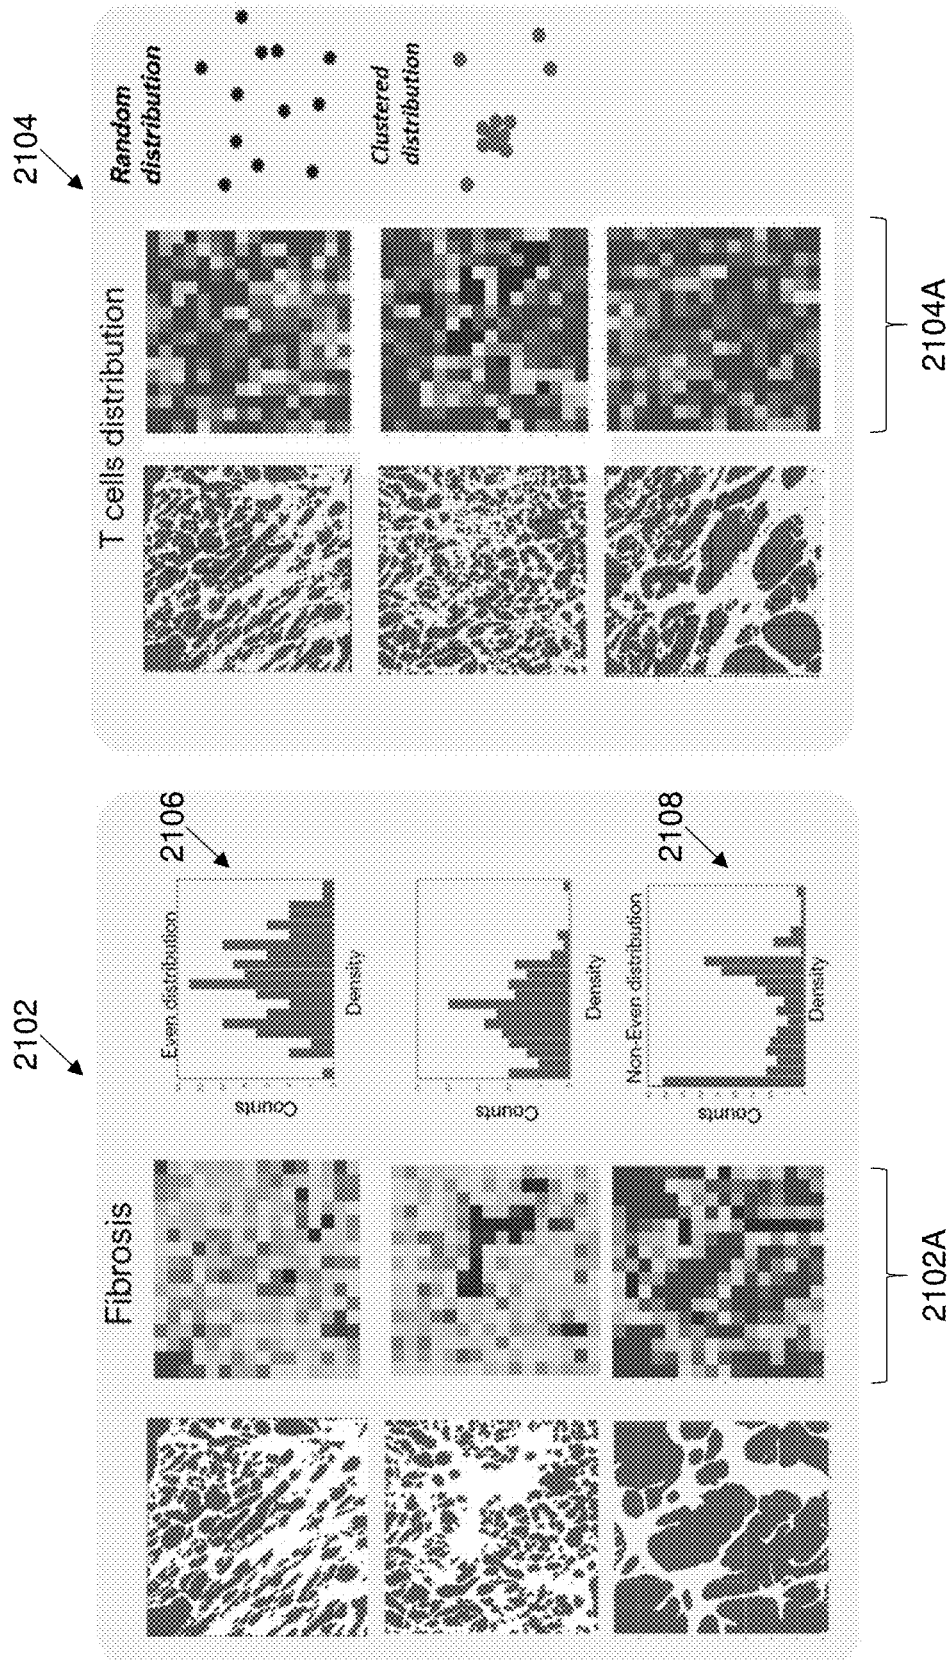 2102
Fibrosis
Even distribution
2106
Counts
Density
Counts
Density
Non-Even distribution
2108
Counts
Density
2102A
2104
T cells distribution
Random
distribution
Clustered
distribution
2104A